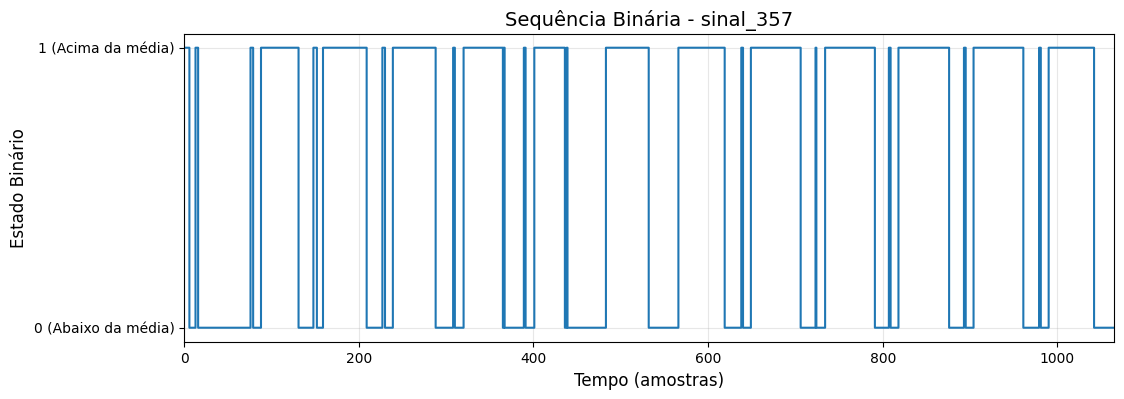 Sequência Binária - sinal_357
Estado Binário
1 (Acima da média)
0 (Abaixo da média)
0 200 400 600 800 1000
Tempo (amostras)